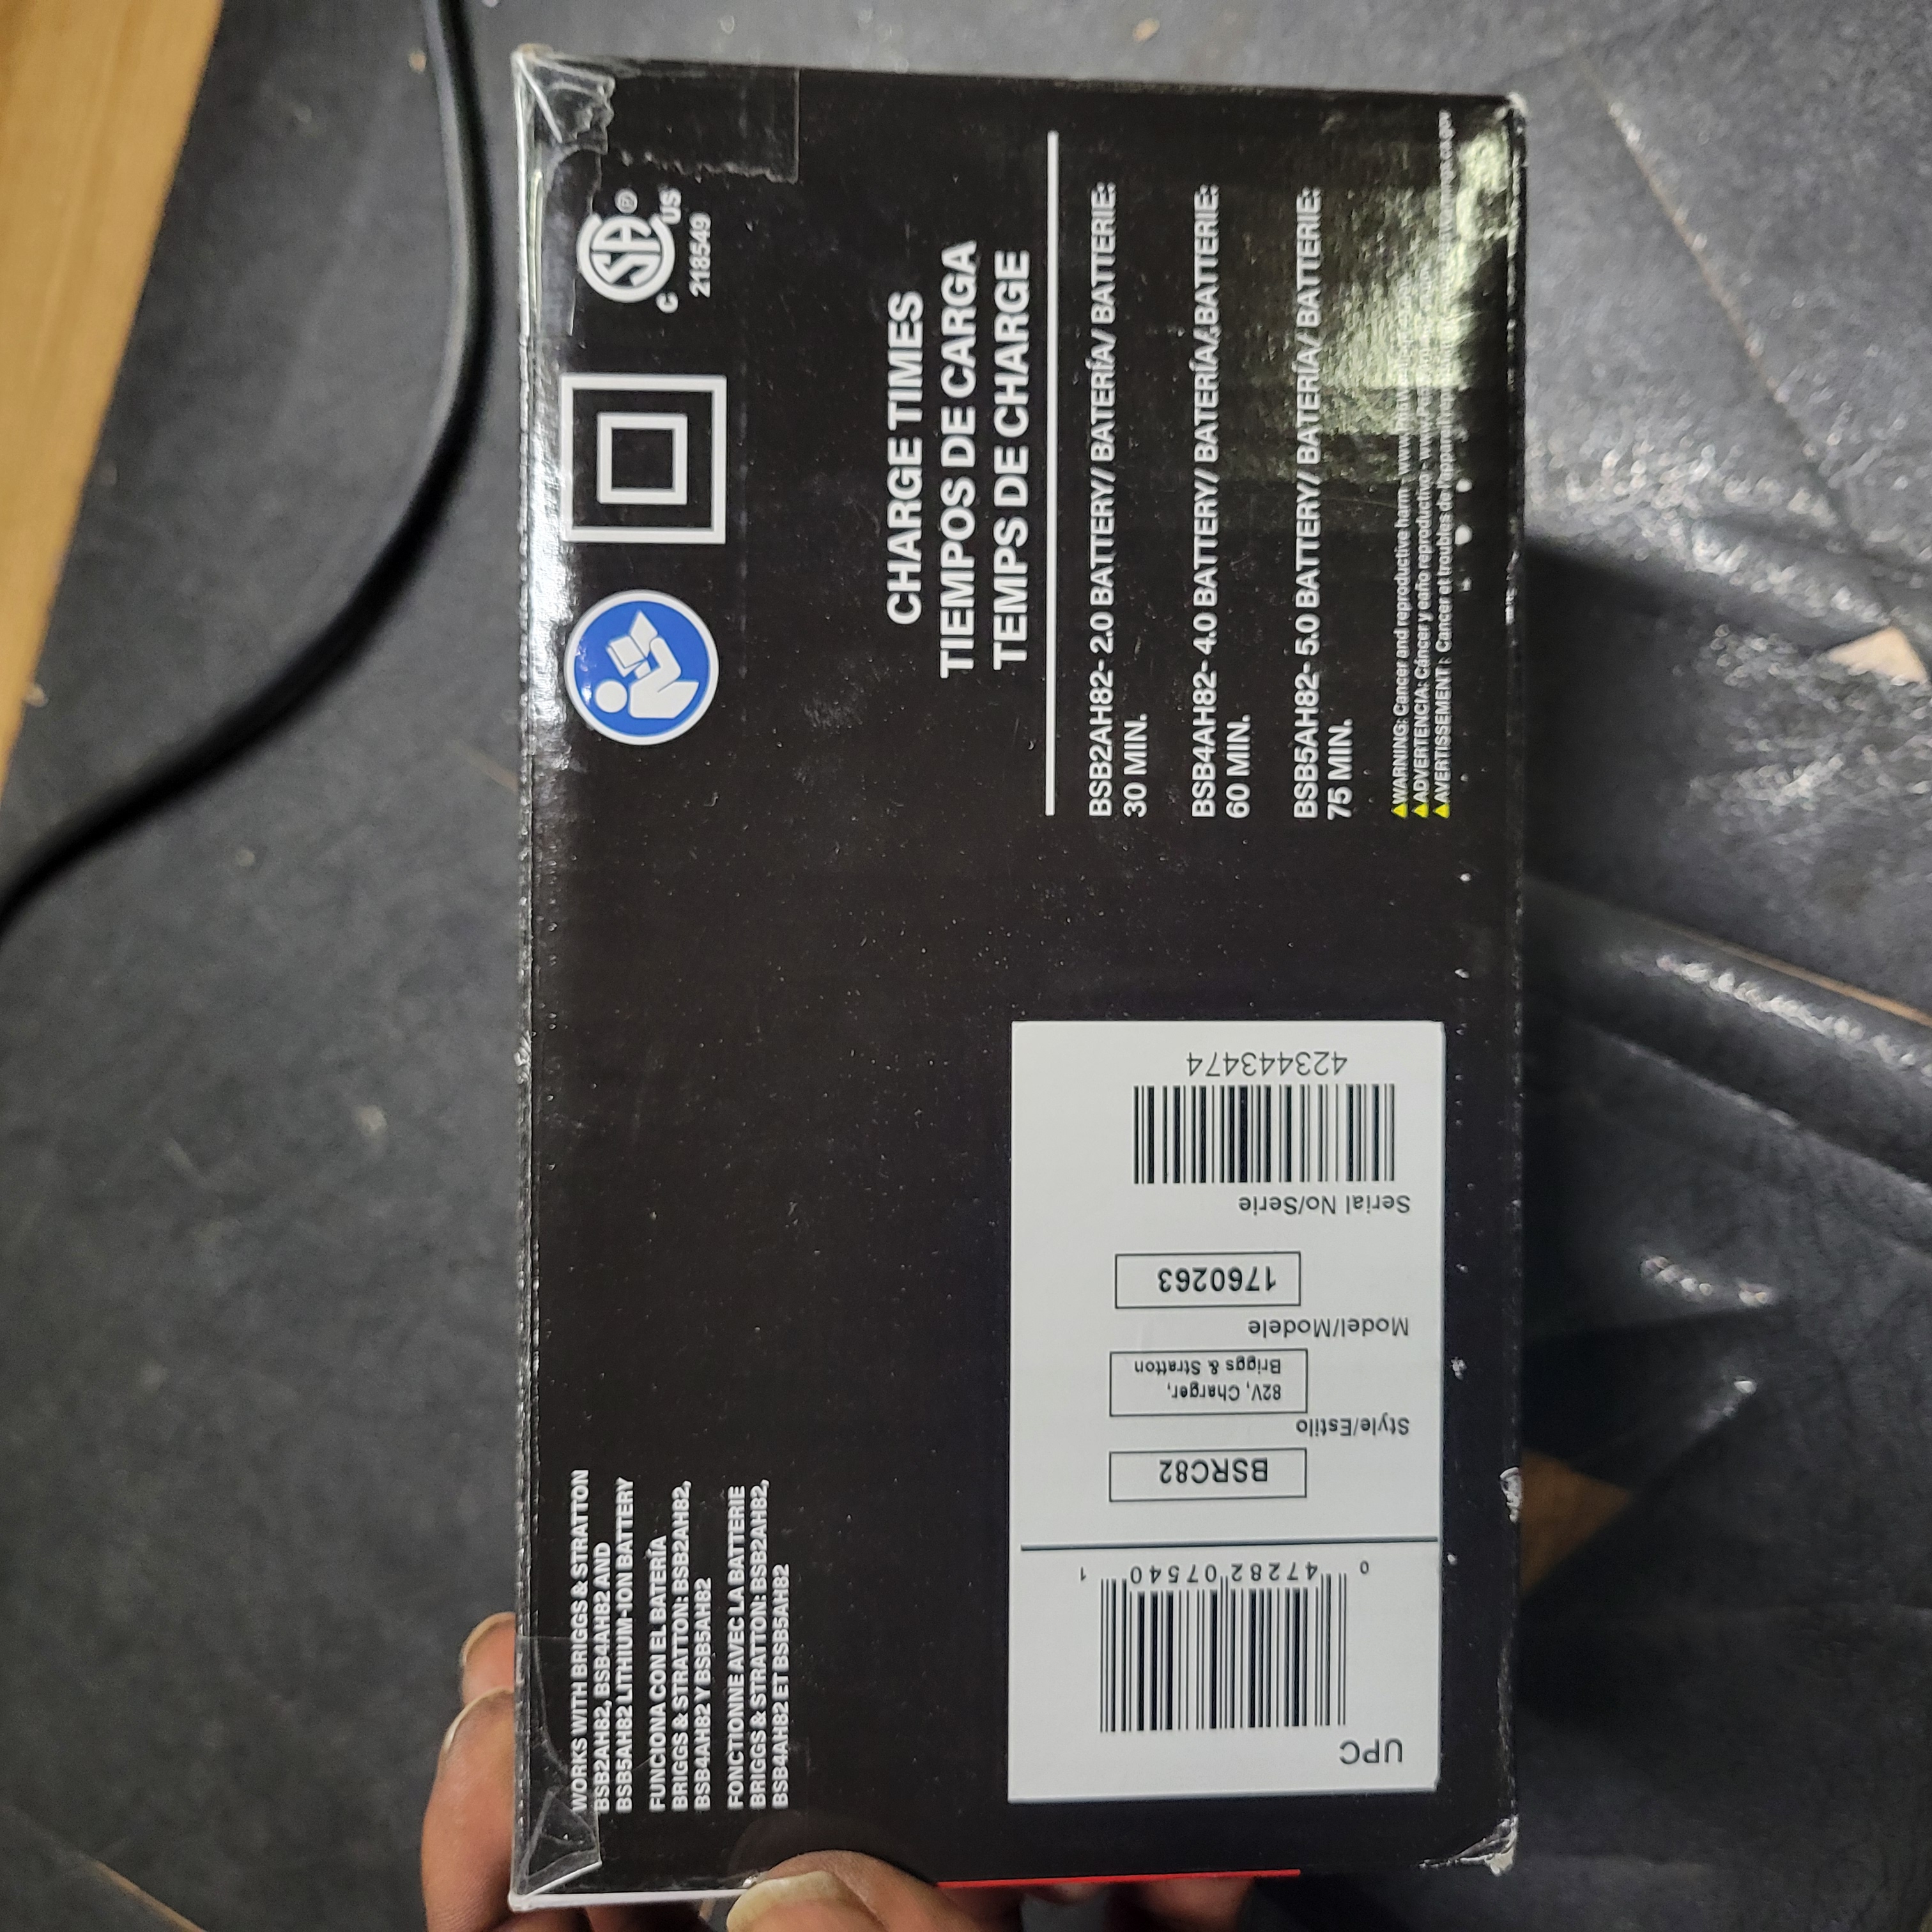 WORKS WITH BRIGGS & STRATTON
BSB2AH82, BSB4AH82 AND
BSB5AH82 LITHIUM-ION BATTERY
FUNCIONA CON EL BATERÍA
BRIGGS & STRATTON: BSB2AH82,
BSB4AH82 Y BSB5AH82
FONCTIONNE AVEC LA BATTERIE
BRIGGS & STRATTON: BSB2AH82,
BSB4AH82 ET BSB5AH82
SA®
C US
218549
CHARGE TIMES
TIEMPOS DE CARGA
TEMPS DE CHARGE
BSB2AH82- 2.0 BATTERY/ BATERÍA/ BATTERIE:
30 MIN.
BSB4AH82- 4.0 BATTERY/ BATERÍA/ BATTERIE:
60 MIN.
BSB5AH82- 5.0 BATTERY/ BATERÍA/ BATTERIE:
75 MIN.
WARNING: Cancer and reproductive harm
ADVERTENCIA: Cáncer y daño reproductivo
AVERTISSEMENT : Cancer et troubles de l'appareil
UPC
0 47282 07540 1
BSRC82
Style/Estilo
82V, Charger,
Briggs & Stratton
Model/Modele
1760263
Serial No/Serie
423443474